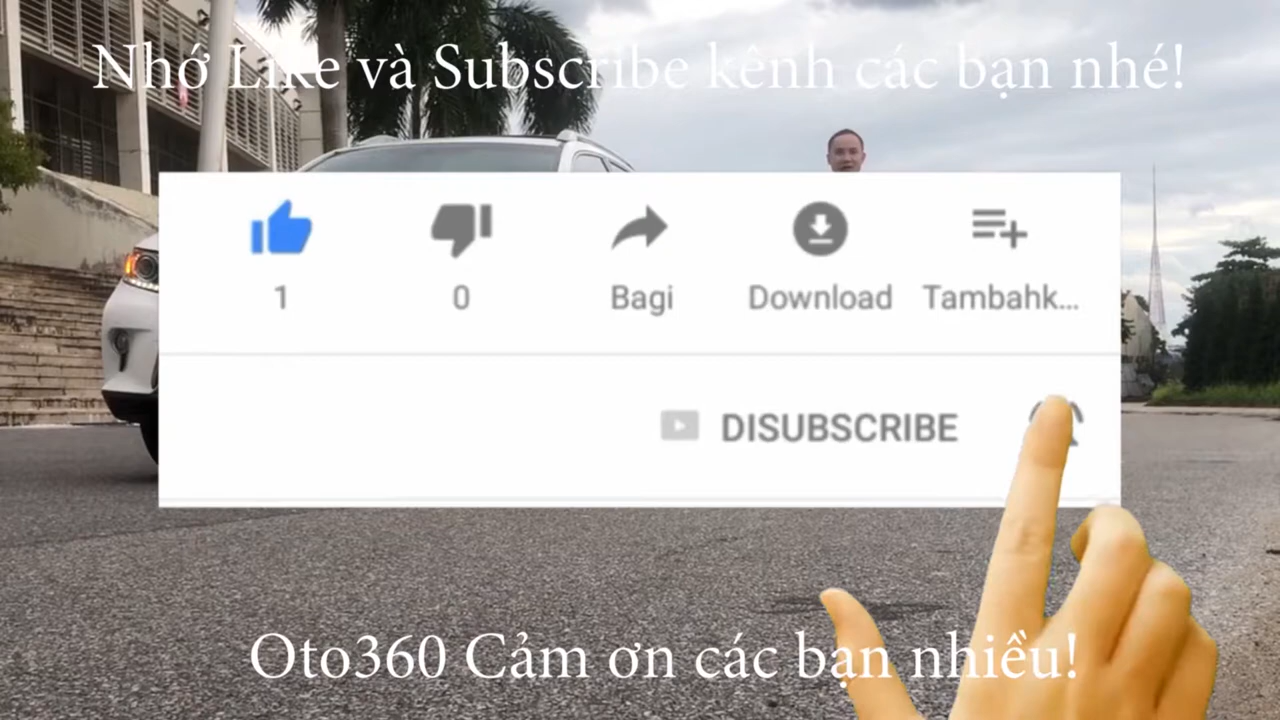 Nhớ Like và Subscribe kênh các bạn nhé!
1 0 Bagi Download Tambahk...
DISUBSCRIBE
Oto360 Cảm ơn các bạn nhiều!